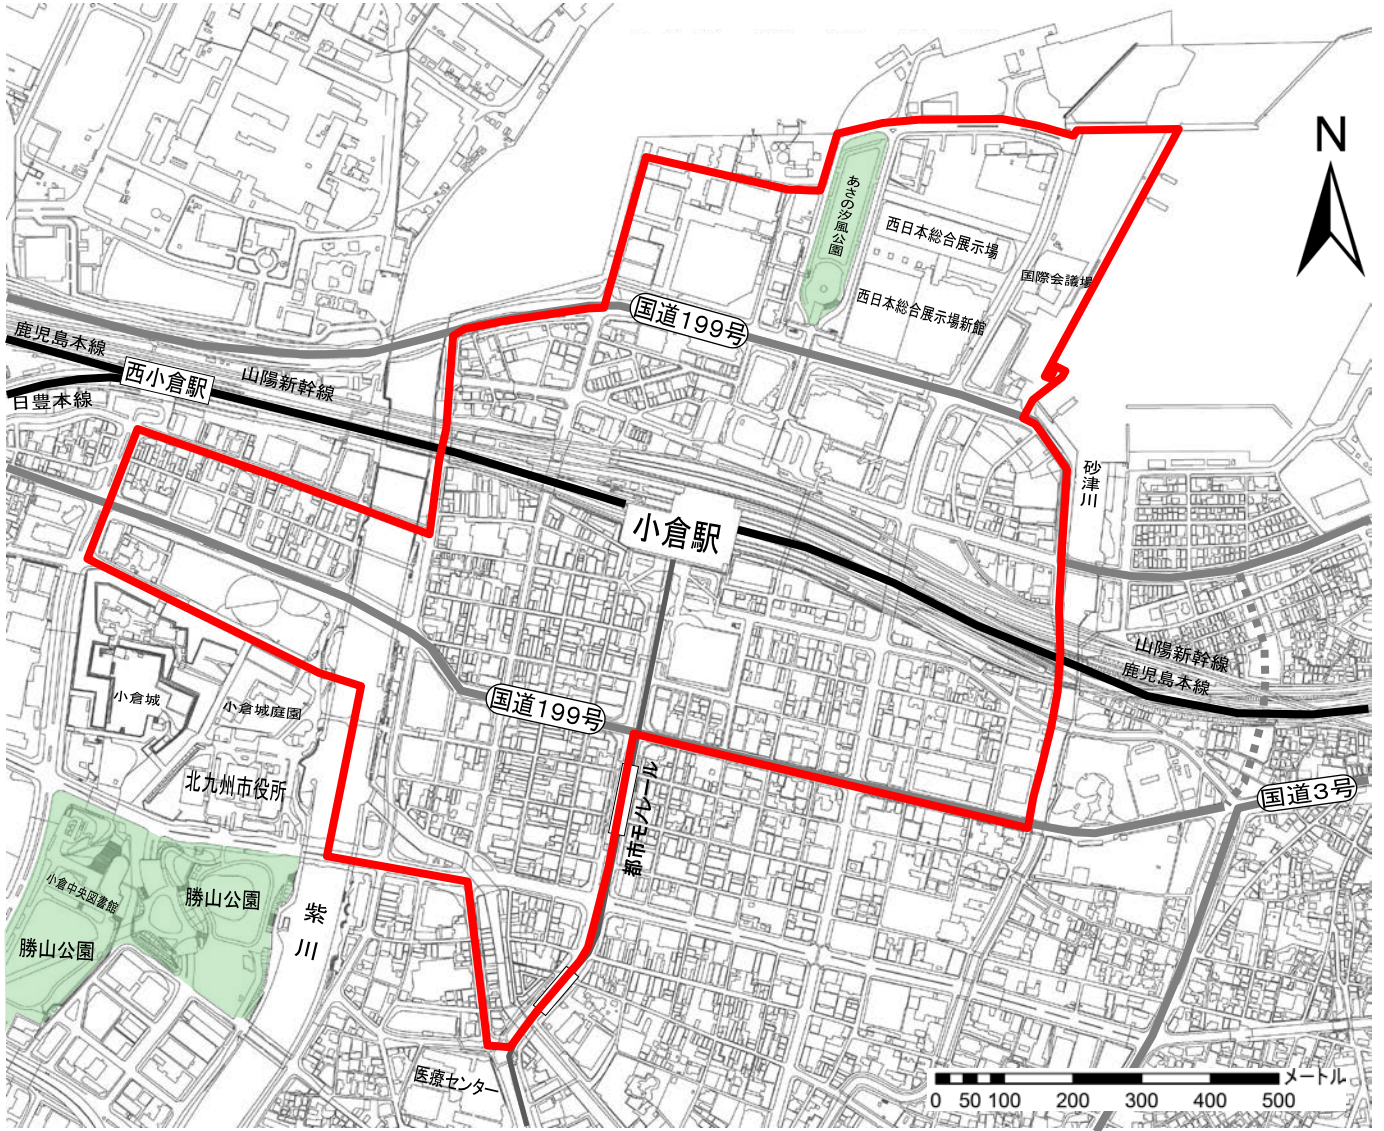 N
あさの汐風公園
西日本総合展示場
国際会議場
西日本総合展示場新館
国道199号
鹿児島本線
西小倉駅
山陽新幹線
日豊本線
砂津川
小倉駅
山陽新幹線
鹿児島本線
小倉城
小倉城庭園
国道199号
北九州市役所
都市モノレール
国道3号
小倉中央図書館
勝山公園
勝山公園
紫川
医療センター
メートル
0 50 100 200 300 400 500